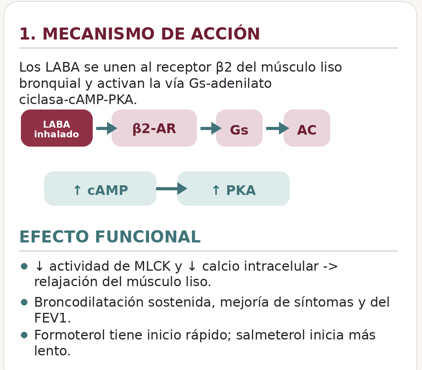 1. MECANISMO DE ACCIÓN
Los LABA se unen al receptor β2 del músculo liso
bronquial y activan la vía Gs-adenilato
ciclasa-cAMP-PKA.
LABA
inhalado
β2-AR
Gs
AC
↑ cAMP
↑ PKA
EFECTO FUNCIONAL
• ↓ actividad de MLCK y ↓ calcio intracelular ->
relajación del músculo liso.
• Broncodilatación sostenida, mejoría de síntomas y del
FEV1.
• Formoterol tiene inicio rápido; salmeterol inicia más
lento.